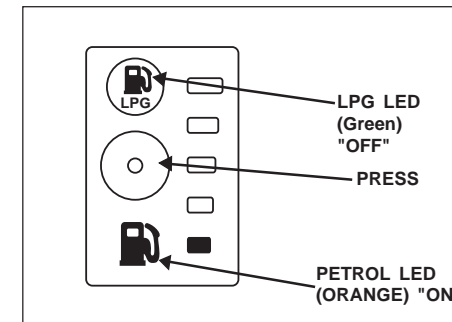 LPG
LPG LED
(Green)
"OFF"
PRESS
PETROL LED
(ORANGE) "ON